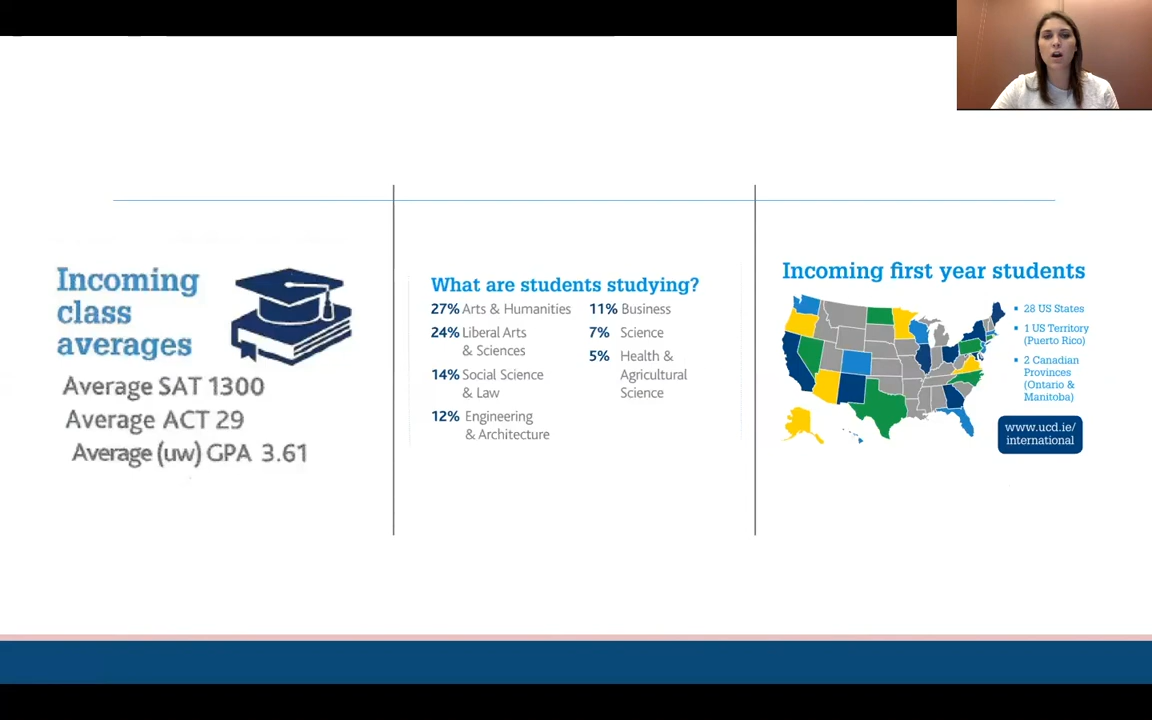 Incoming
class
averages
Average SAT 1300
Average ACT 29
Average (uw) GPA 3.61
What are students studying?
27% Arts & Humanities
24% Liberal Arts
& Sciences
14% Social Science
& Law
12% Engineering
& Architecture
11% Business
7% Science
5% Health &
Agricultural
Science
Incoming first year students
28 US States
1 US Territory
(Puerto Rico)
2 Canadian
Provinces
(Ontario &
Manitoba)
www.ucd.ie/
international